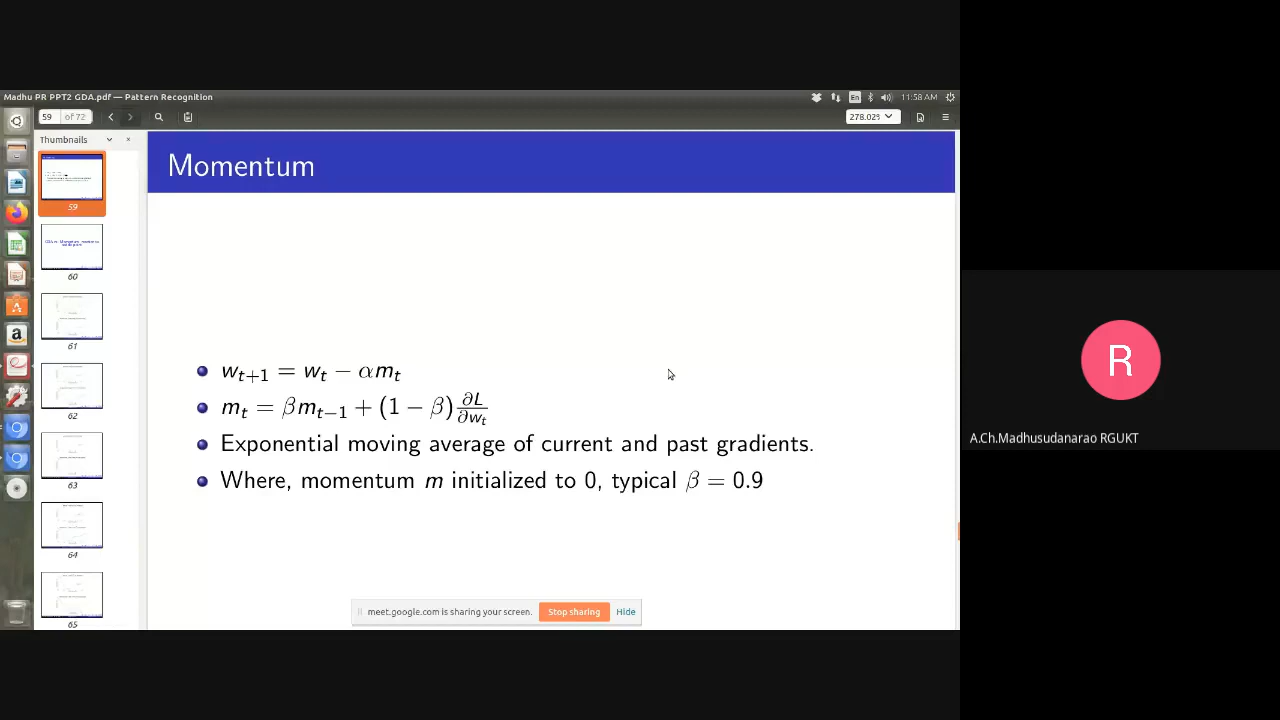 Madhu PR PPT2 GDA.pdf — Pattern Recognition
En
11:58 AM
59 of 72
278.02%
Thumbnails
59
60
61
62
63
64
65
Momentum
w_{t+1} = w_t − αm_t
m_t = βm_{t−1} + (1 − β) ∂L/∂w_t
Exponential moving average of current and past gradients.
Where, momentum m initialized to 0, typical β = 0.9
meet.google.com is sharing your screen. Stop sharing Hide
R
A.Ch.Madhusudanarao RGUKT